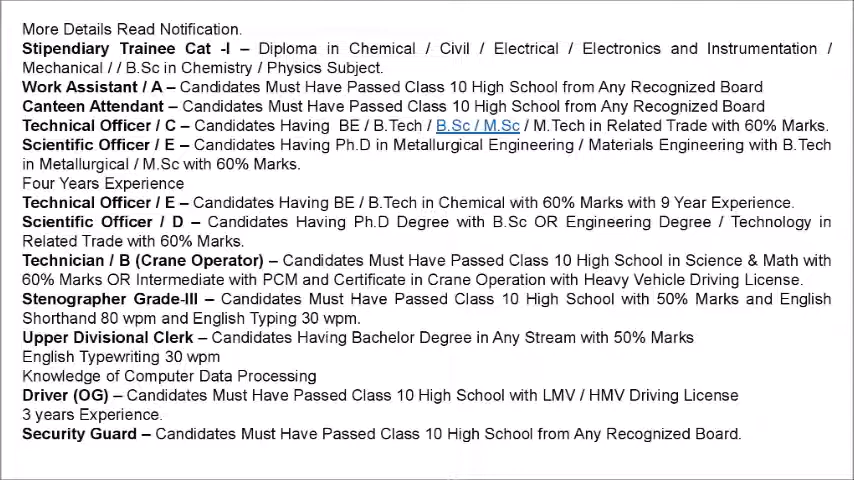 More Details Read Notification.
Stipendiary Trainee Cat -I – Diploma in Chemical / Civil / Electrical / Electronics and Instrumentation /
Mechanical / / B.Sc in Chemistry / Physics Subject.
Work Assistant / A – Candidates Must Have Passed Class 10 High School from Any Recognized Board
Canteen Attendant – Candidates Must Have Passed Class 10 High School from Any Recognized Board
Technical Officer / C – Candidates Having BE / B.Tech / B.Sc / M.Sc / M.Tech in Related Trade with 60% Marks.
Scientific Officer / E – Candidates Having Ph.D in Metallurgical Engineering / Materials Engineering with B.Tech
in Metallurgical / M.Sc with 60% Marks.
Four Years Experience
Technical Officer / E – Candidates Having BE / B.Tech in Chemical with 60% Marks with 9 Year Experience.
Scientific Officer / D – Candidates Having Ph.D Degree with B.Sc OR Engineering Degree / Technology in
Related Trade with 60% Marks.
Technician / B (Crane Operator) – Candidates Must Have Passed Class 10 High School in Science & Math with
60% Marks OR Intermediate with PCM and Certificate in Crane Operation with Heavy Vehicle Driving License.
Stenographer Grade-III – Candidates Must Have Passed Class 10 High School with 50% Marks and English
Shorthand 80 wpm and English Typing 30 wpm.
Upper Divisional Clerk – Candidates Having Bachelor Degree in Any Stream with 50% Marks
English Typewriting 30 wpm
Knowledge of Computer Data Processing
Driver (OG) – Candidates Must Have Passed Class 10 High School with LMV / HMV Driving License
3 years Experience.
Security Guard – Candidates Must Have Passed Class 10 High School from Any Recognized Board.